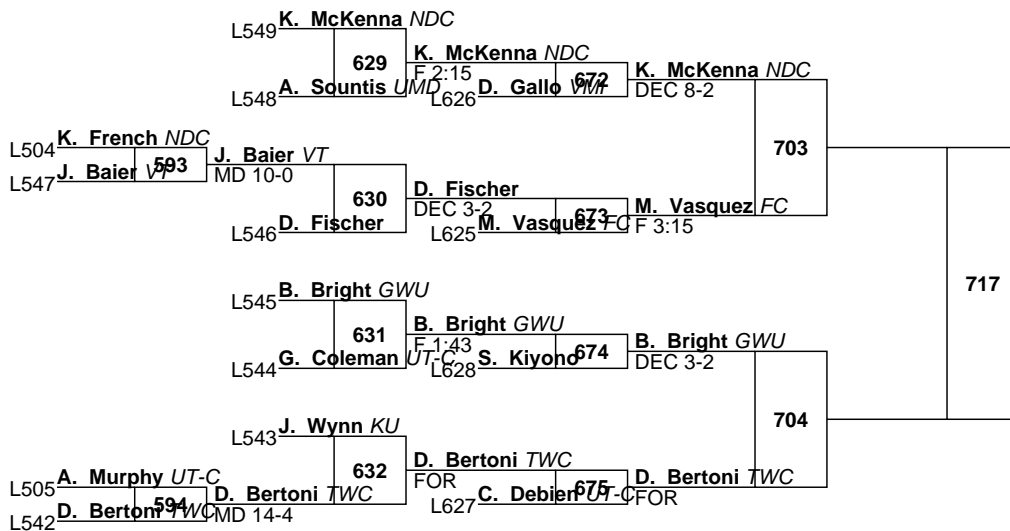 L549 K. McKenna NDC
629
K. McKenna NDC
F 2:15
L548 A. Sountis UMD
L626 D. Gallo VMI
672
K. McKenna NDC
DEC 8-2
703
L504 K. French NDC
593
L547 J. Baier VT
J. Baier VT
MD 10-0
630
D. Fischer
DEC 3-2
L546 D. Fischer
L625 M. Vasquez FC
673
M. Vasquez FC
F 3:15
717
L545 B. Bright GWU
631
B. Bright GWU
F 1:43
L544 G. Coleman UT-C
L628 S. Kiyono
674
B. Bright GWU
DEC 3-2
704
L543 J. Wynn KU
632
D. Bertoni TWC
FOR
L505 A. Murphy UT-C
594
L542 D. Bertoni TWC
D. Bertoni TWC
MD 14-4
L627 C. Debien UT-C
675
D. Bertoni TWC
FOR